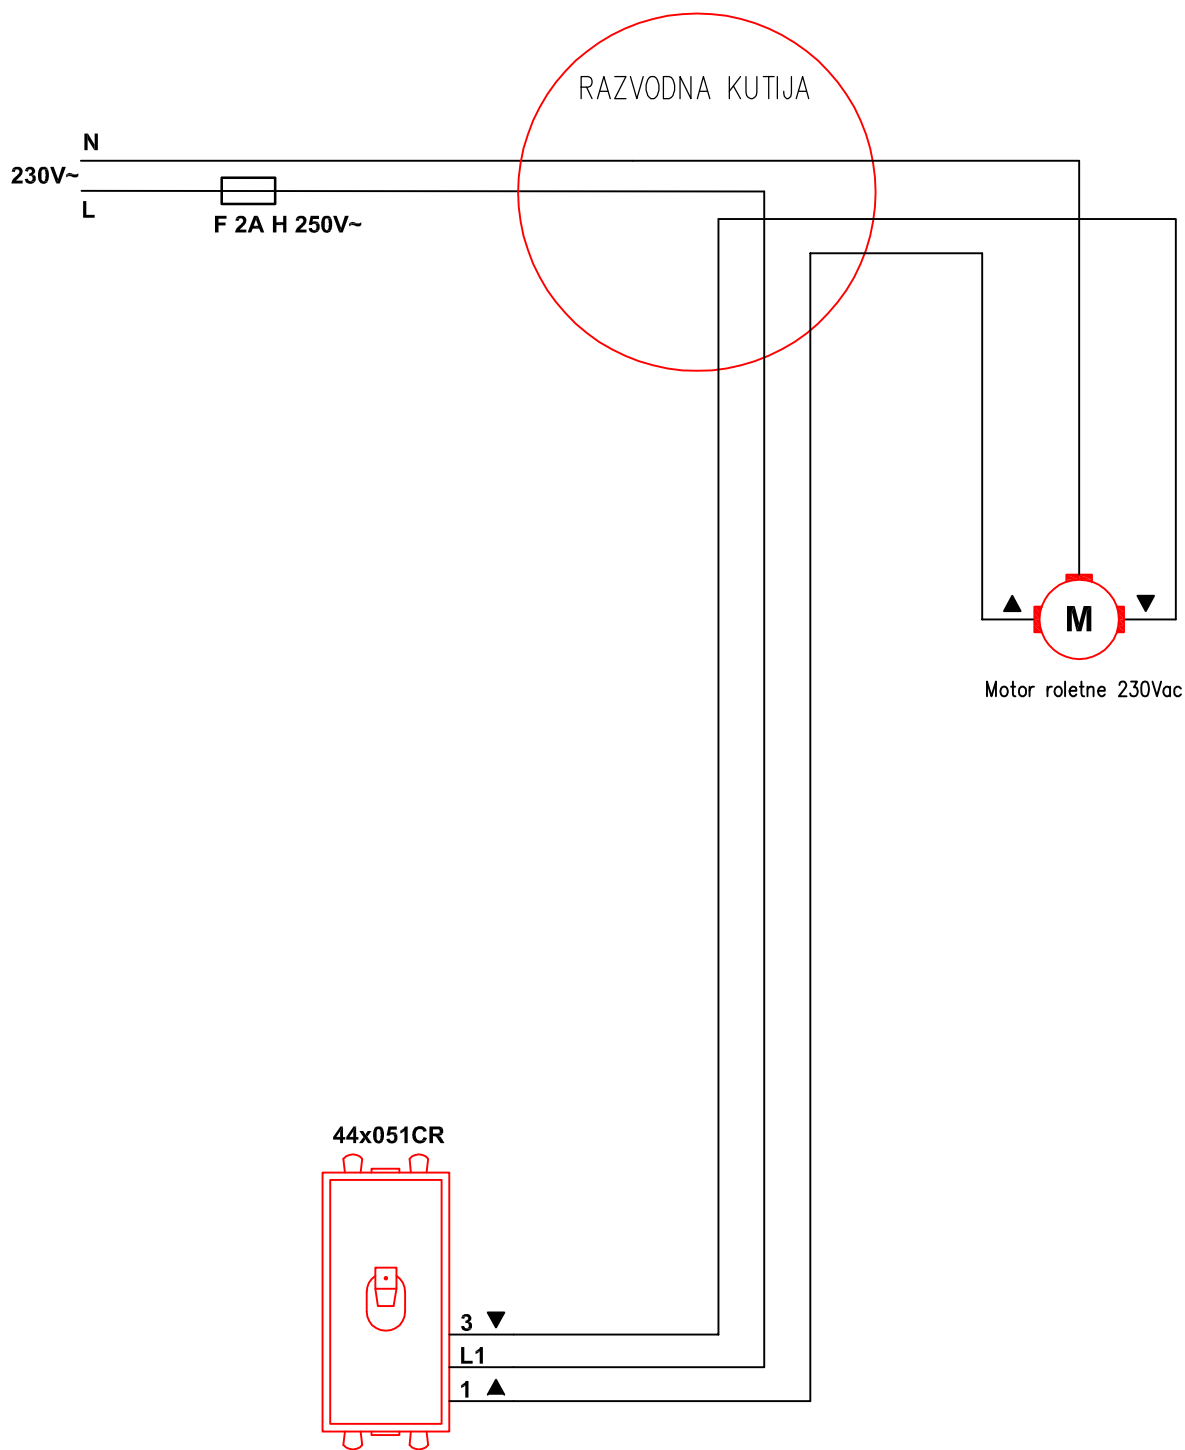 RAZVODNA KUTIJA
N
230V~
L
F 2A H 250V~
M
Motor roletne 230Vac
44x051CR
3
L1
1